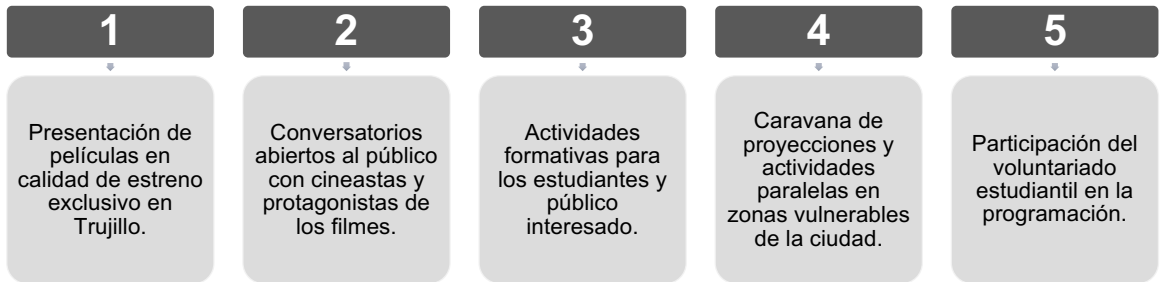 1
Presentación de
películas en
calidad de estreno
exclusivo en
Trujillo.
2
Conversatorios
abiertos al público
con cineastas y
protagonistas de
los filmes.
3
Actividades
formativas para
los estudiantes y
público
interesado.
4
Caravana de
proyecciones y
actividades
paralelas en
zonas vulnerables
de la ciudad.
5
Participación del
voluntariado
estudiantil en la
programación.